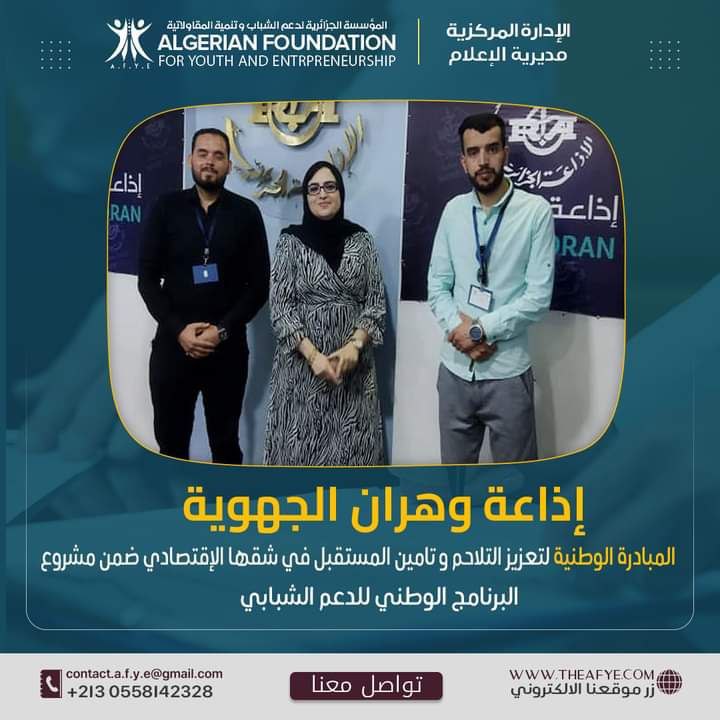 المؤسسة الجزائرية لدعم الشباب و تنمية المقاولاتية
ALGERIAN FOUNDATION
FOR YOUTH AND ENTRPRENEURSHIP
A.F.Y.E
الإدارة المركزية
مديرية الإعلام
إذاعة
ORAN
إذاعة وهران الجهوية
المبادرة الوطنية لتعزيز التلاحم و تامين المستقبل في شقها الإقتصادي ضمن مشروع
البرنامج الوطني للدعم الشبابي
contact.a.f.y.e@gmail.com
+213 0558142328
تواصل معنا
WWW.THEAFYE.COM
زر موقعنا الالكتروني